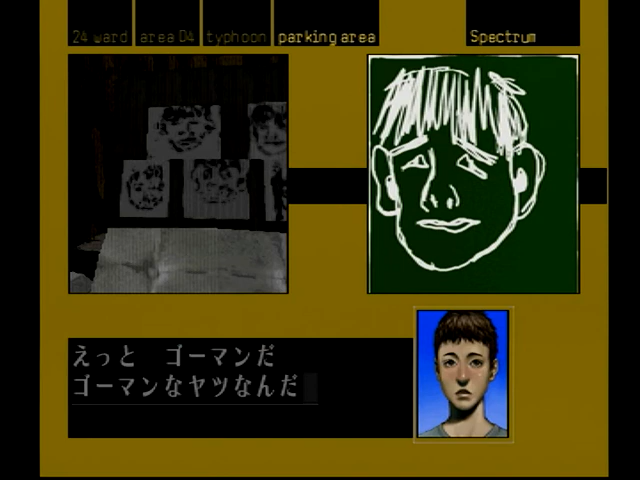 24 ward
area D4
typhoon
parking area
Spectrum
えっと　ゴーマンだ
ゴーマンなヤツなんだ